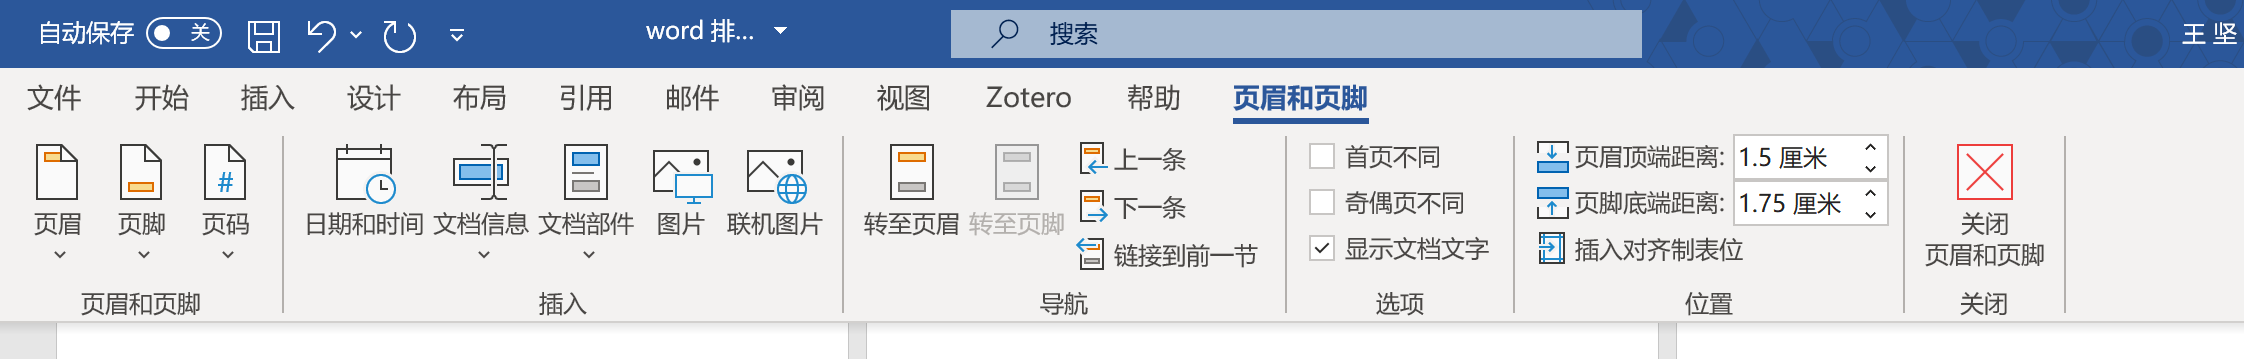 自动保存 关 word 排... 搜索 王 坚
文件 开始 插入 设计 布局 引用 邮件 审阅 视图 Zotero 帮助 页眉和页脚
页眉 页脚 # 页码
页眉和页脚
日期和时间 文档信息 文档部件 图片 联机图片
插入
转至页眉 转至页脚
上一条
下一条
链接到前一节
导航
首页不同
奇偶页不同
显示文档文字
选项
页眉顶端距离: 1.5 厘米
页脚底端距离: 1.75 厘米
插入对齐制表位
位置
关闭
页眉和页脚
关闭